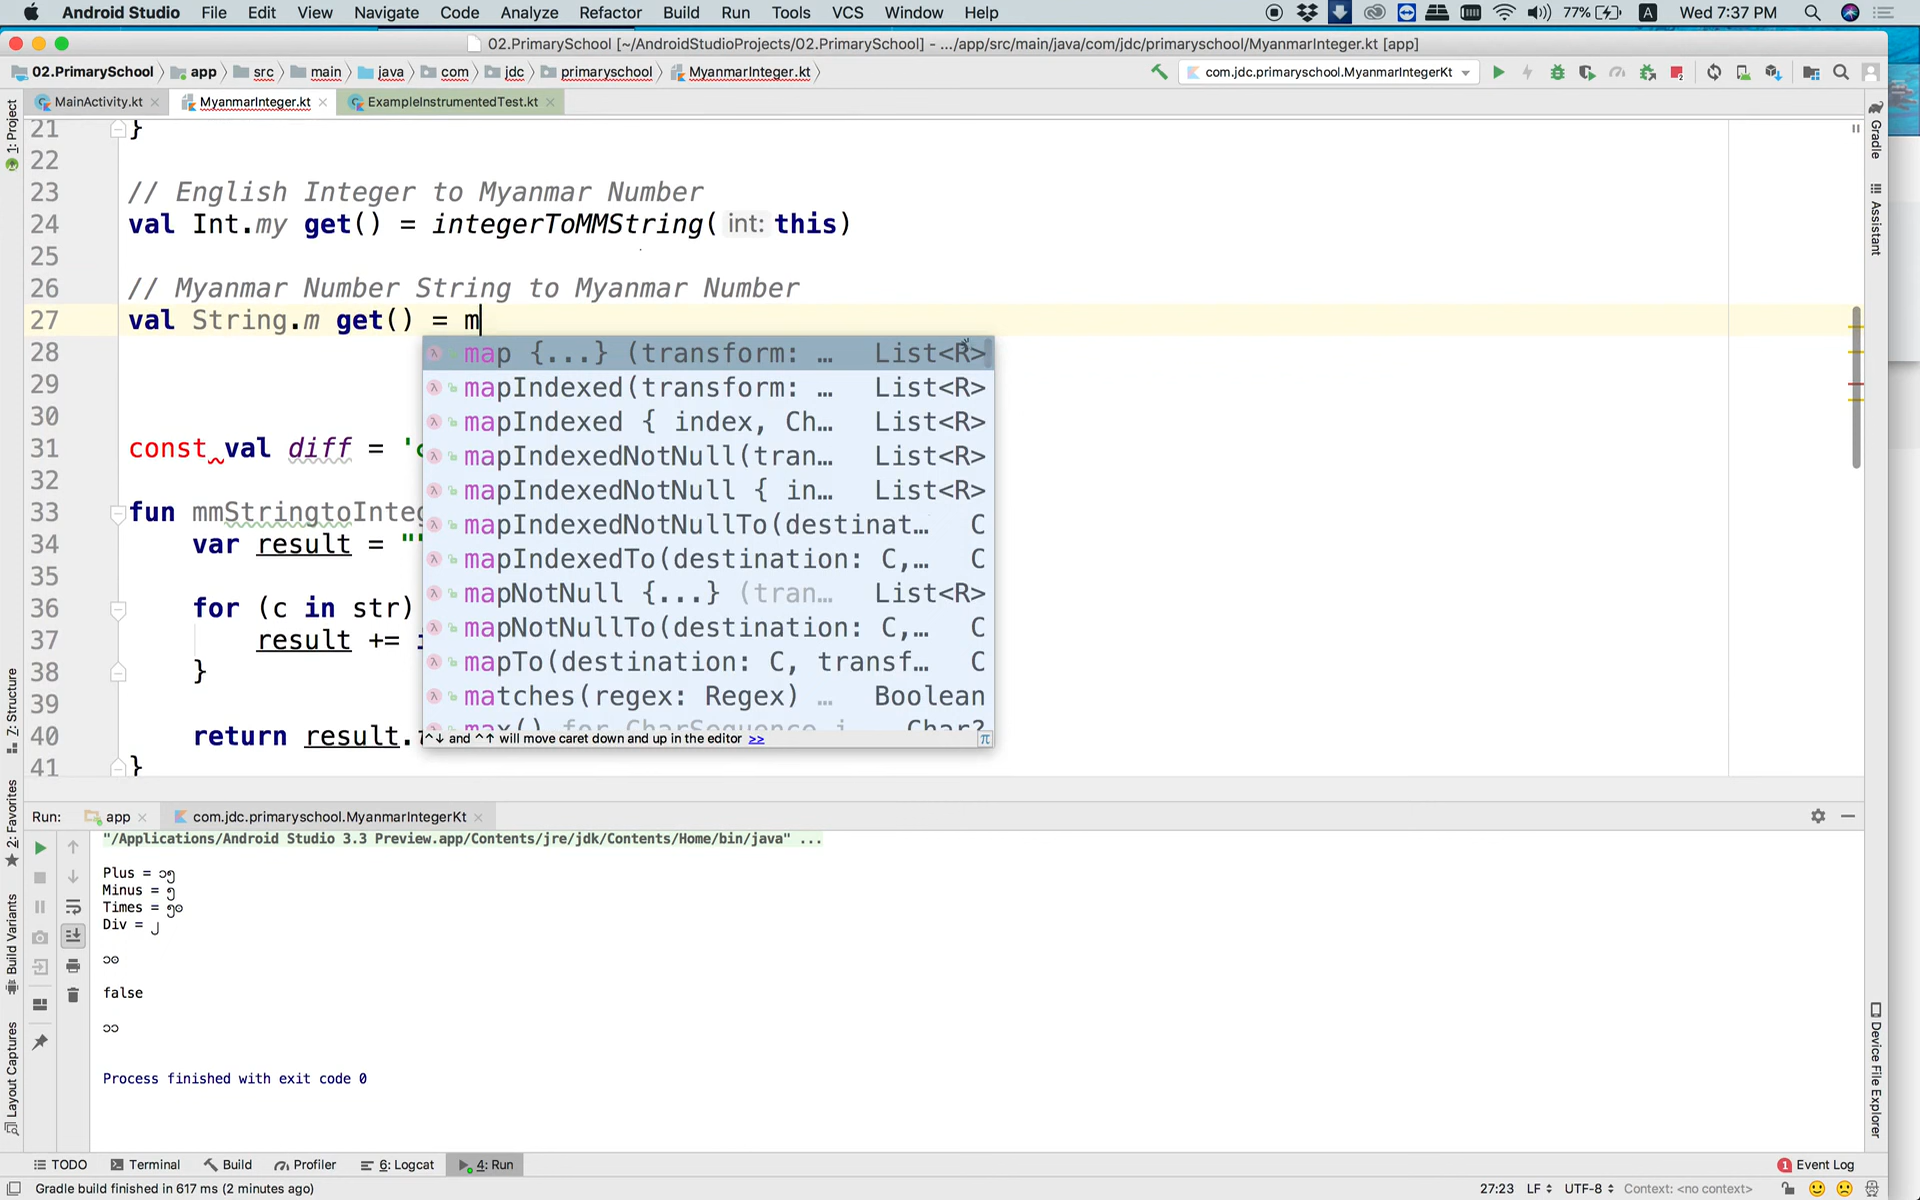 Android Studio File Edit View Navigate Code Analyze Refactor Build Run Tools VCS Window Help 77% A Wed 7:37 PM
02.PrimarySchool [~/AndroidStudioProjects/02.PrimarySchool] - .../app/src/main/java/com/jdc/primaryschool/MyanmarInteger.kt [app]
02.PrimarySchool app src main java com jdc primaryschool MyanmarInteger.kt com.jdc.primaryschool.MyanmarIntegerKt
MainActivity.kt MyanmarInteger.kt ExampleInstrumentedTest.kt
1: Project
Z: Structure
2: Favorites
Build Variants
Layout Captures
21 }
22
23 // English Integer to Myanmar Number
24 val Int.my get() = integerToMMString( int: this)
25
26 // Myanmar Number String to Myanmar Number
27 val String.m get() = m
28
29
30
31 const val diff =
32
33 fun mmStringtoInteg
34 var result = ""
35
36 for (c in str)
37 result +=
38 }
39
40 return result.
41 }
map {...} (transform: … List<R>
mapIndexed(transform: … List<R>
mapIndexed { index, Ch… List<R>
mapIndexedNotNull(tran… List<R>
mapIndexedNotNull { in… List<R>
mapIndexedNotNullTo(destinat… C
mapIndexedTo(destination: C,… C
mapNotNull {...} (tran… List<R>
mapNotNullTo(destination: C,… C
mapTo(destination: C, transf… C
matches(regex: Regex) … Boolean
max() for CharSequence i Char?
^↓ and ^↑ will move caret down and up in the editor >> π
Gradle
Assistant
Device File Explorer
Run: app com.jdc.primaryschool.MyanmarIntegerKt
"/Applications/Android Studio 3.3 Preview.app/Contents/jre/jdk/Contents/Home/bin/java" ...
Plus = ၁၅
Minus = ၅
Times = ၅၀
Div = ၂
၁၀
false
၁၁
Process finished with exit code 0
TODO Terminal Build Profiler 6: Logcat 4: Run 1 Event Log
Gradle build finished in 617 ms (2 minutes ago) 27:23 LF UTF-8 Context: <no context>